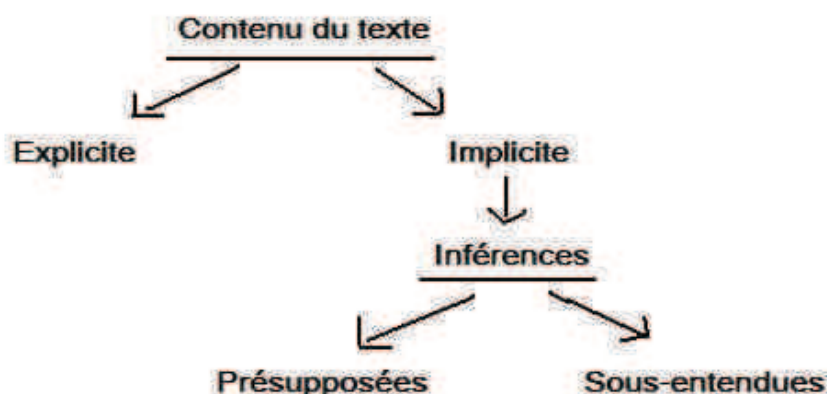 Contenu du texte
Explicite Implicite
Inférences
Présupposées Sous-entendues